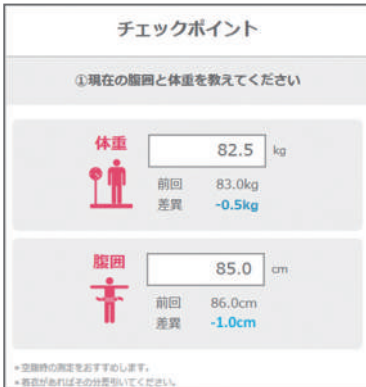 チェックポイント
①現在の腹囲と体重を教えてください
体重
82.5 kg
前回 83.0kg
差異 -0.5kg
腹囲
85.0 cm
前回 86.0cm
差異 -1.0cm
*空腹時の測定をおすすめします。
*着衣があればその分差引いてください。